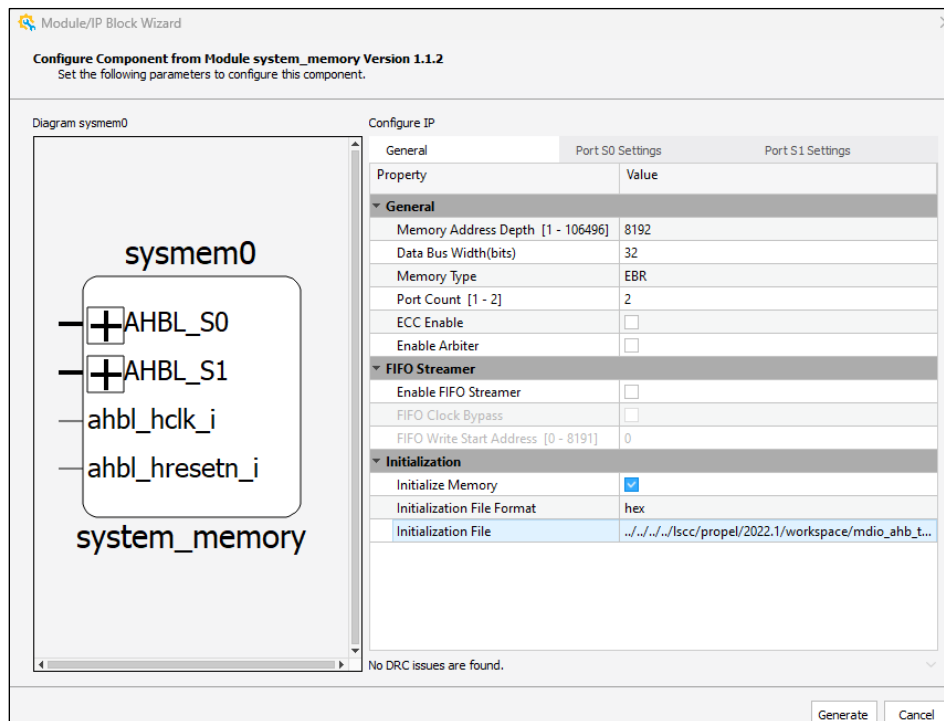 Module/IP Block Wizard
Configure Component from Module system_memory Version 1.1.2
Set the following parameters to configure this component.
Diagram sysmem0
Configure IP
General Port S0 Settings Port S1 Settings
Property Value
General
Memory Address Depth [1 - 106496] 8192
Data Bus Width(bits) 32
Memory Type EBR
Port Count [1 - 2] 2
ECC Enable
Enable Arbiter
FIFO Streamer
Enable FIFO Streamer
FIFO Clock Bypass
FIFO Write Start Address [0 - 8191] 0
Initialization
Initialize Memory
Initialization File Format hex
Initialization File ../../../../lscc/propel/2022.1/workspace/mdio_ahb_t...
sysmem0
AHBL_S0
AHBL_S1
ahbl_hclk_i
ahbl_hresetn_i
system_memory
No DRC issues are found.
Generate Cancel